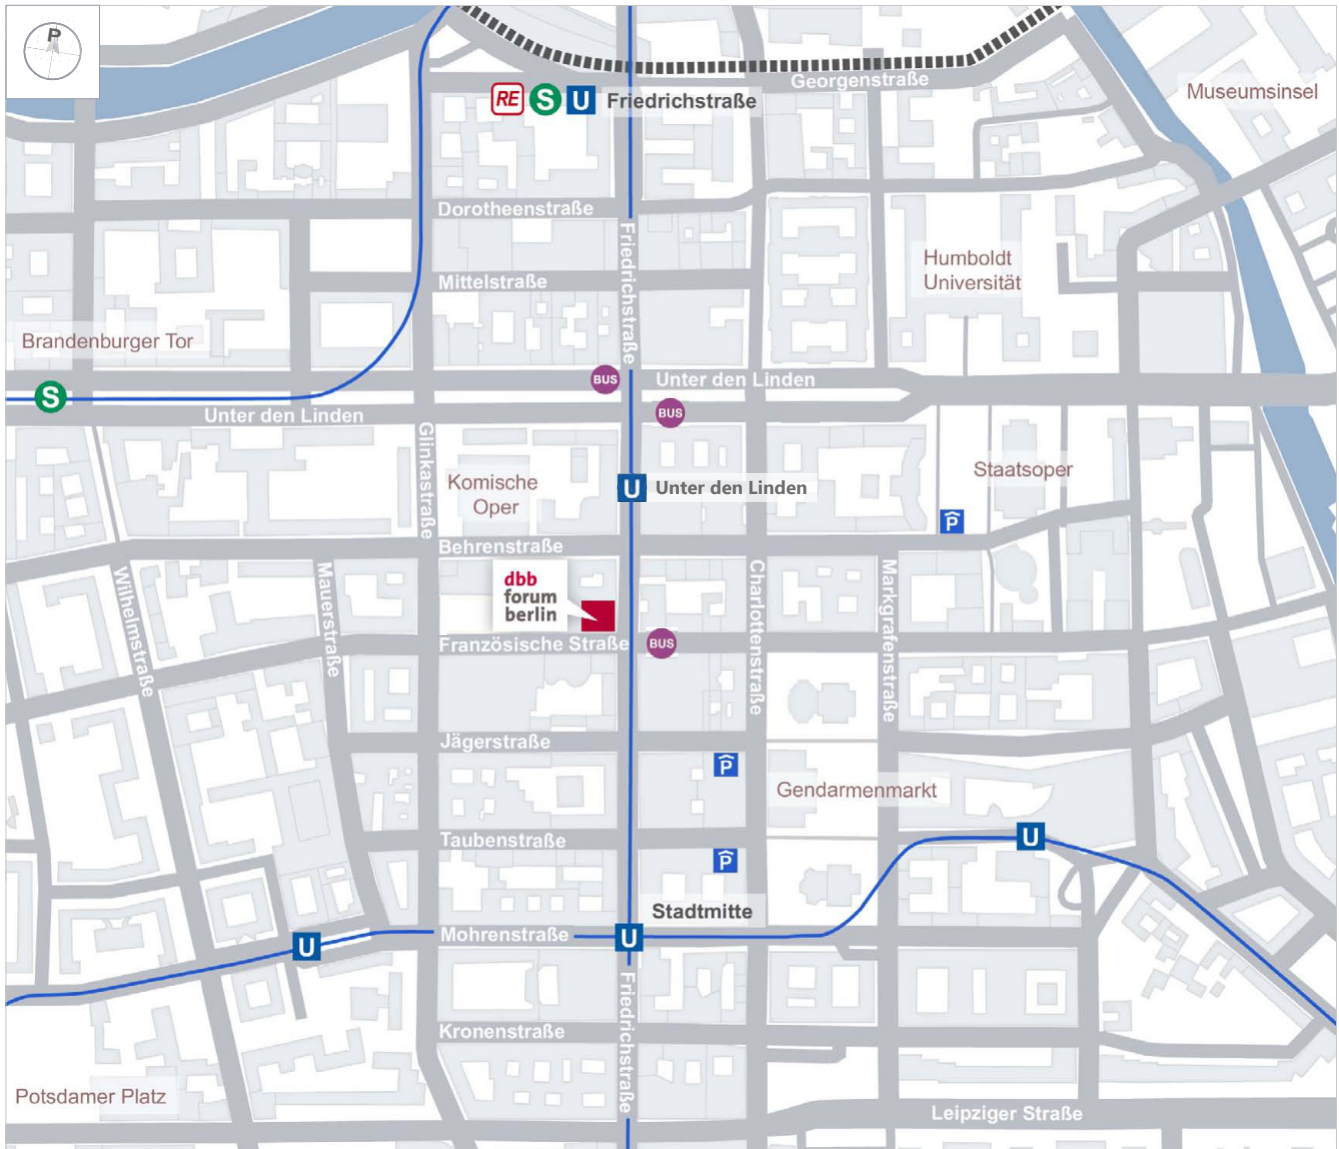 P
Georgenstraße
Museumsinsel
RE S U Friedrichstraße
Dorotheenstraße
Friedrichstraße
Humboldt
Universität
Mittelstraße
Brandenburger Tor
BUS
Unter den Linden
S
BUS
Unter den Linden
Glinkastraße
Komische
Oper
Staatsoper
U Unter den Linden
P
Behrenstraße
dbb
forum
berlin
Wilhelmstraße
Mauerstraße
Charlottenstraße
Markgrafenstraße
Französische Straße
BUS
Jägerstraße
P
Gendarmenmarkt
Taubenstraße
U
P
Stadtmitte
Mohrenstraße
U
U
Friedrichstraße
Kronenstraße
Potsdamer Platz
Leipziger Straße